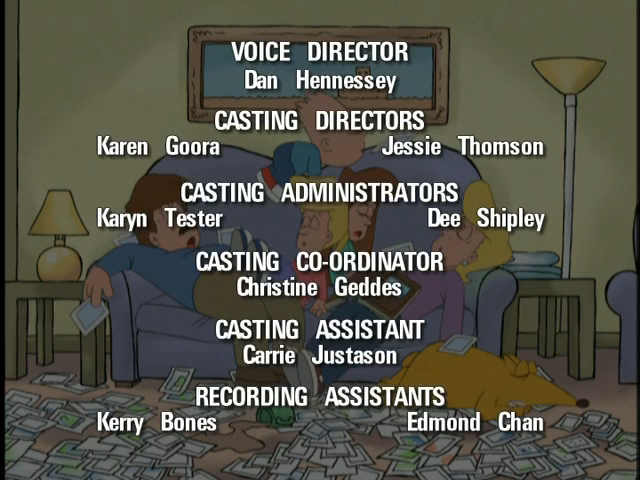 VOICE DIRECTOR
Dan Hennessey
CASTING DIRECTORS
Karen Goora Jessie Thomson
CASTING ADMINISTRATORS
Karyn Tester Dee Shipley
CASTING CO-ORDINATOR
Christine Geddes
CASTING ASSISTANT
Carrie Justason
RECORDING ASSISTANTS
Kerry Bones Edmond Chan